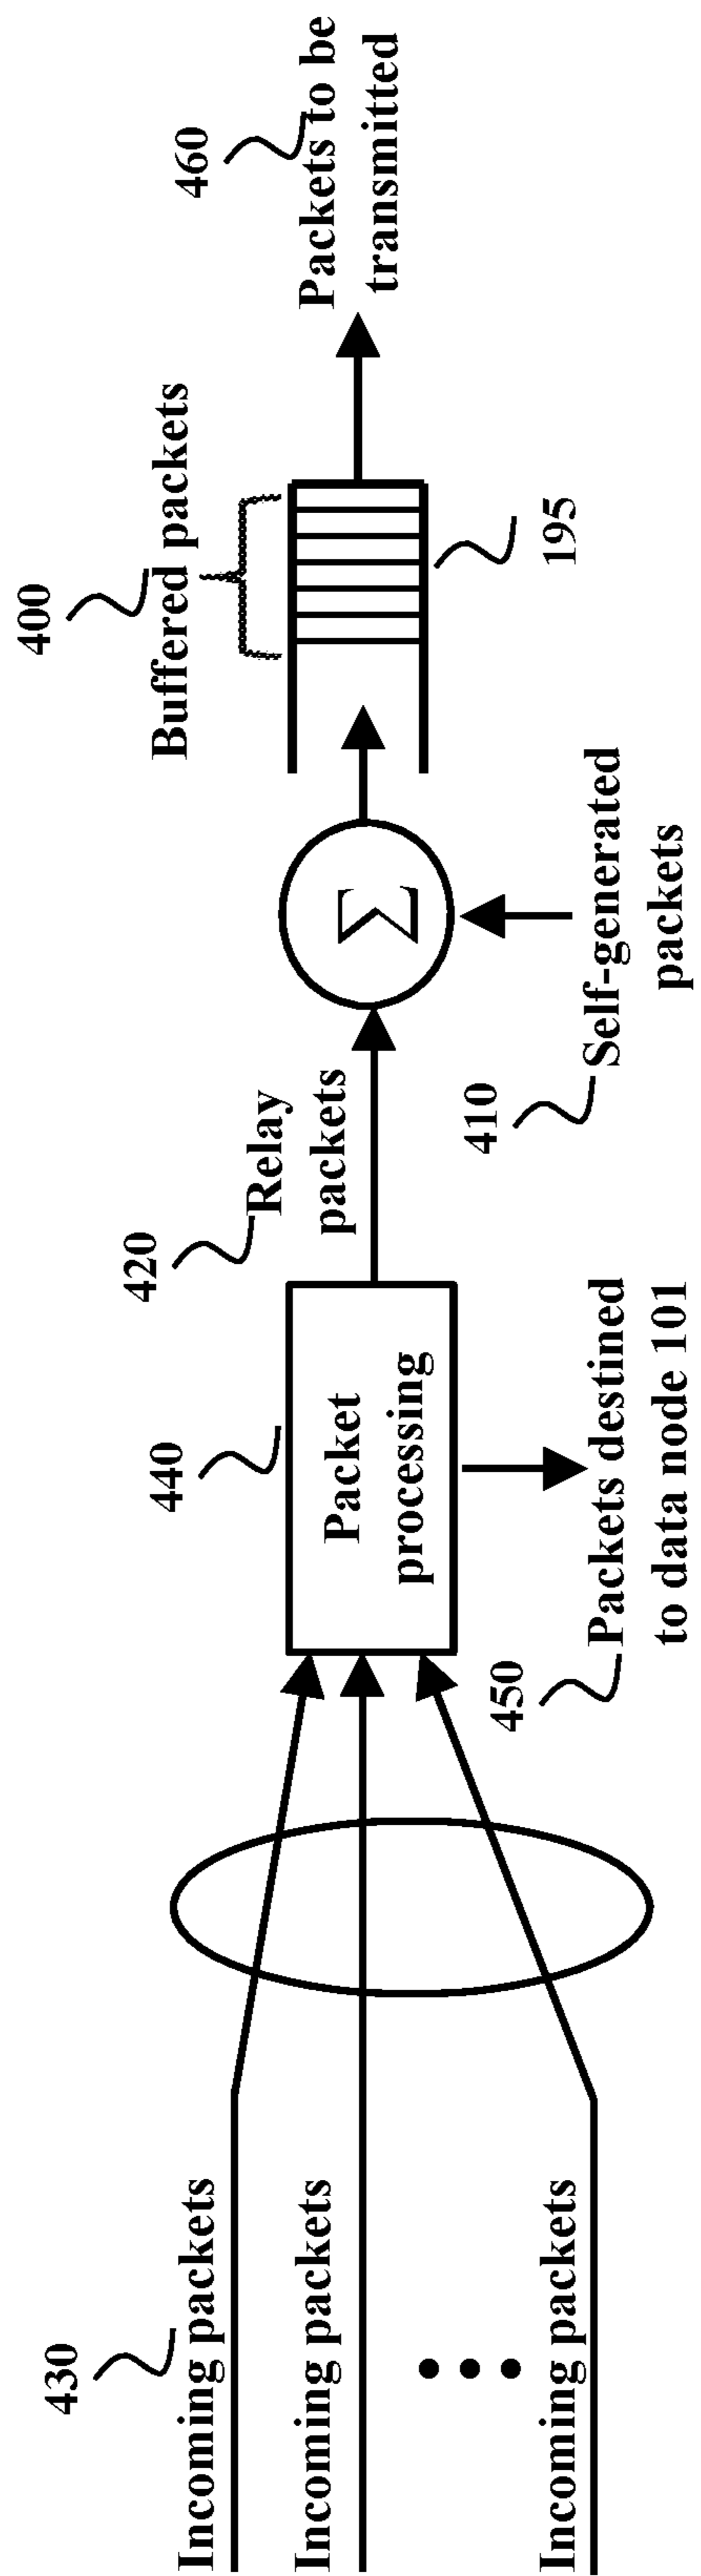 430
Incoming packets
Incoming packets
Incoming packets
440
Packet
processing
450
Packets destined
to data node 101
420
Relay
packets
Σ
410
Self-generated
packets
400
Buffered packets
195
460
Packets to be
transmitted